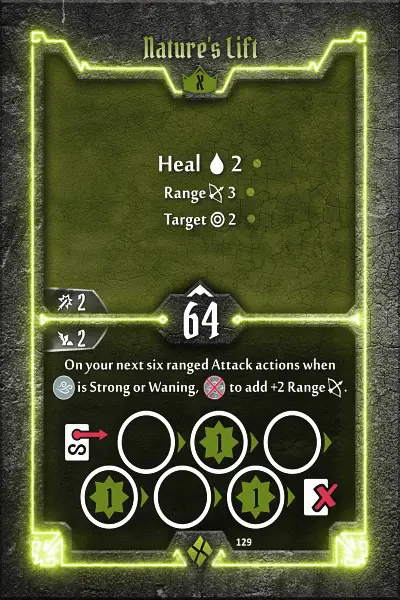 Nature's Lift
X
Heal 2
Range 3
Target 2
2
64
2
On your next six ranged Attack actions when
is Strong or Waning, to add +2 Range.
1
1 1
129